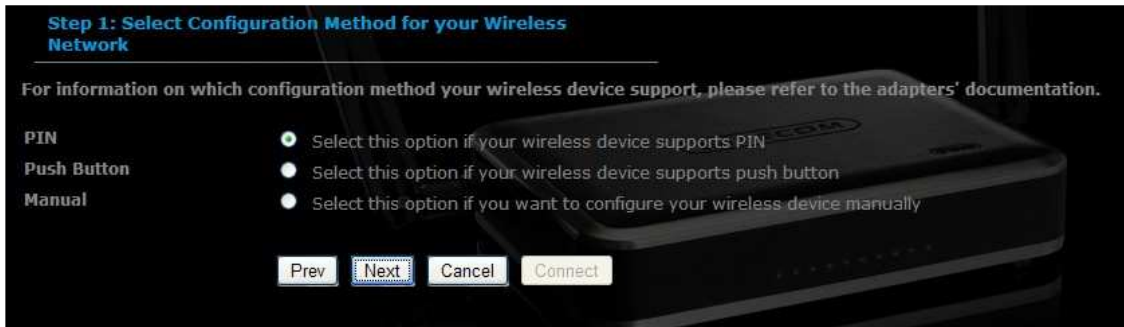 Step 1: Select Configuration Method for your Wireless
Network
For information on which configuration method your wireless device support, please refer to the adapters' documentation.
PIN Select this option if your wireless device supports PIN
Push Button Select this option if your wireless device supports push button
Manual Select this option if you want to configure your wireless device manually
Prev Next Cancel Connect